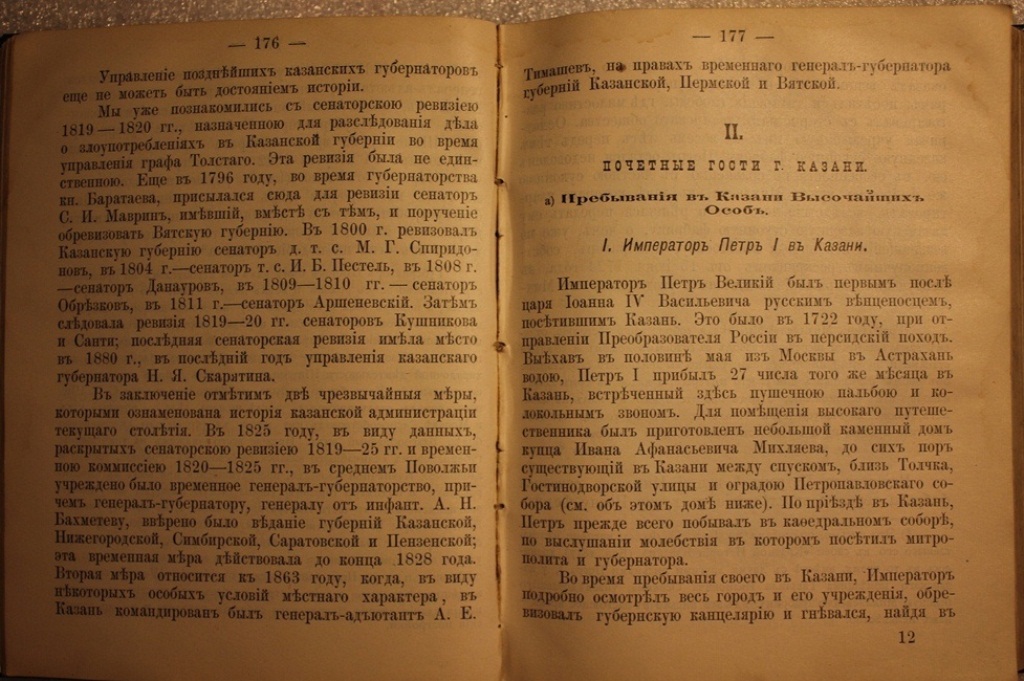 — 176 —
Управленіе позднѣйшихъ казанскихъ губернаторовъ
еще не можетъ быть достояніемъ исторіи.
Мы уже познакомились съ сенаторскою ревизіею
1819—1820 гг., назначенною для разслѣдованія дѣла
о злоупотребленіяхъ въ Казанской губерніи во время
управленія графа Толстаго. Эта ревизія была не един-
ственною. Еще въ 1796 году, во время губернаторства
кн. Баратаева, присылался сюда для ревизіи сенаторъ
С. И. Мавринъ, имѣвшій, вмѣстѣ съ тѣмъ, и порученіе
обревизовать Вятскую губернію. Въ 1800 г. ревизовалъ
Казанскую губернію сенаторъ д. т. с. М. Г. Спиридо-
новъ, въ 1804 г.—сенаторъ т. с. И. Б. Пестель, въ 1808 г.
—сенаторъ Данауровъ, въ 1809—1810 гг. — сенаторъ
Обрѣзковъ, въ 1811 г.—сенаторъ Аршеневскій. Затѣмъ
слѣдовала ревизія 1819—20 гг. сенаторовъ Кушникова
и Санти; послѣдняя сенаторская ревизія имѣла мѣсто
въ 1880 г., въ послѣдній годъ управленія казанскаго
губернатора Н. Я. Скарятина.
Въ заключеніе отмѣтимъ двѣ чрезвычайныя мѣры,
которыми ознаменована исторія казанской администраціи
текущаго столѣтія. Въ 1825 году, въ виду данныхъ,
раскрытыхъ сенаторскою ревизіею 1819—25 гг. и времен-
ною коммиссіею 1820—1825 гг., въ среднемъ Поволжьи
учреждено было временное генералъ-губернаторство, при-
чемъ генералъ-губернатору, генералу отъ инфант. А. Н.
Бахметеву, ввѣрено было вѣданіе губерній Казанской,
Нижегородской, Симбирской, Саратовской и Пензенской;
эта временная мѣра дѣйствовала до конца 1828 года.
Вторая мѣра относится къ 1863 году, когда, въ виду
нѣкоторыхъ особыхъ условій мѣстнаго характера, въ
Казань командированъ былъ генералъ-адъютантъ А. Е.
— 177 —
Тимашевъ, на правахъ временнаго генералъ-губернатора
губерній Казанской, Пермской и Вятской.
II.
ПОЧЕТНЫЕ ГОСТИ Г. КАЗАНИ.
а) Пребыванія въ Казани Высочайшихъ
Особъ.
I. Императоръ Петръ I въ Казани.
Императоръ Петръ Великій былъ первымъ послѣ
царя Іоанна IV Васильевича русскимъ вѣнценосцемъ,
посѣтившимъ Казань. Это было въ 1722 году, при от-
правленіи Преобразователя Россіи въ персидскій походъ.
Выѣхавъ въ половинѣ мая изъ Москвы въ Астрахань
водою, Петръ I прибылъ 27 числа того же мѣсяца въ
Казань, встрѣченный здѣсь пушечною пальбою и ко-
локольнымъ звономъ. Для помѣщенія высокаго путеше-
ственника былъ приготовленъ небольшой каменный домъ
купца Ивана Афанасьевича Михляева, до сихъ поръ
существующій въ Казани между спускомъ, близь Толчка,
Гостинодворской улицы и оградою Петропавловскаго со-
бора (см. объ этомъ домѣ ниже). По пріѣздѣ въ Казань,
Петръ прежде всего побывалъ въ каѳедральномъ соборѣ,
по выслушаніи молебствія въ которомъ посѣтилъ митро-
полита и губернатора.
Во время пребыванія своего въ Казани, Императоръ
подробно осмотрѣлъ весь городъ и его учрежденія, обре-
визовалъ губернскую канцелярію и гнѣвался, найдя въ
12